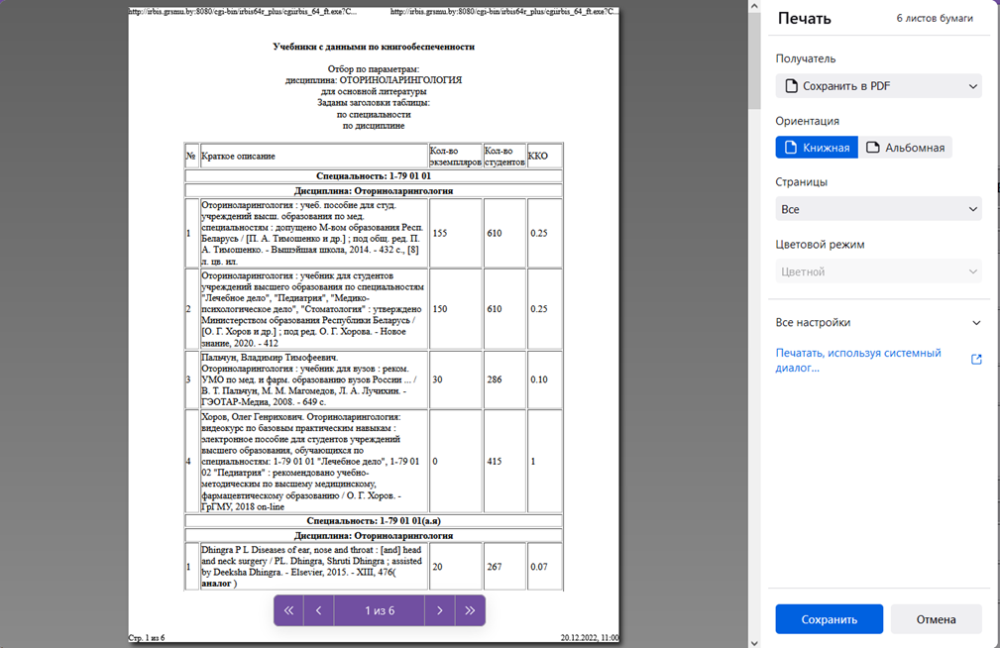 http://irbis.grsmu.by:8080/cgi-bin/irbis64r_plus/cgiirbis_64_ft.exe?C...
http://irbis.grsmu.by:8080/cgi-bin/irbis64r_plus/cgiirbis_64_ft.exe?C...
Учебники с данными по книгообеспеченности
Отбор по параметрам:
дисциплина: ОТОРИНОЛАРИНГОЛОГИЯ
для основной литературы
Заданы заголовки таблицы:
по специальности
по дисциплине
№ Краткое описание Кол-во экземпляров Кол-во студентов ККО
Специальность: 1-79 01 01
Дисциплина: Оториноларингология
Оториноларингология : учеб. пособие для студ.
учреждений высш. образования по мед.
специальностям : допущено М-вом образования Респ.
1 Беларусь / [П. А. Тимошенко и др.] ; под общ. ред. П. 155 610 0.25
А. Тимошенко. - Вышэйшая школа, 2014. - 432 с., [8]
л. цв. ил.
Оториноларингология : учебник для студентов
учреждений высшего образования по специальностям
"Лечебное дело", "Педиатрия", "Медико-
2 психологическое дело", "Стоматология" : утверждено 150 610 0.25
Министерством образования Республики Беларусь /
[О. Г. Хоров и др.] ; под ред. О. Г. Хорова. - Новое
знание, 2020. - 412
Пальчун, Владимир Тимофеевич.
Оториноларингология : учебник для вузов : реком.
3 УМО по мед. и фарм. образованию вузов России ... / 30 286 0.10
В. Т. Пальчун, М. М. Магомедов, Л. А. Лучихин. -
ГЭОТАР-Медиа, 2008. - 649 с.
Хоров, Олег Генрихович. Оториноларингология:
видеокурс по базовым практическим навыкам :
электронное пособие для студентов учреждений
высшего образования, обучающихся по
4 специальностям: 1-79 01 01 "Лечебное дело", 1-79 01 0 415 1
02 "Педиатрия" : рекомендовано учебно-
методическим по высшему медицинскому,
фармацевтическому образованию / О. Г. Хоров. -
ГрГМУ, 2018 on-line
Специальность: 1-79 01 01(а.я)
Дисциплина: Оториноларингология
Dhingra P L Diseases of ear, nose and throat : [and] head
1 and neck surgery / PL. Dhingra, Shruti Dhingra ; assisted 20 267 0.07
by Deeksha Dhingra. - Elsevier, 2015. - XIII, 476(
аналог )
« ‹ 1 из 6 › »
Стр. 1 из 6
20.12.2022, 11:00
Печать
6 листов бумаги
Получатель
Сохранить в PDF
Ориентация
Книжная
Альбомная
Страницы
Все
Цветовой режим
Цветной
Все настройки
Печатать, используя системный
диалог...
Сохранить
Отмена